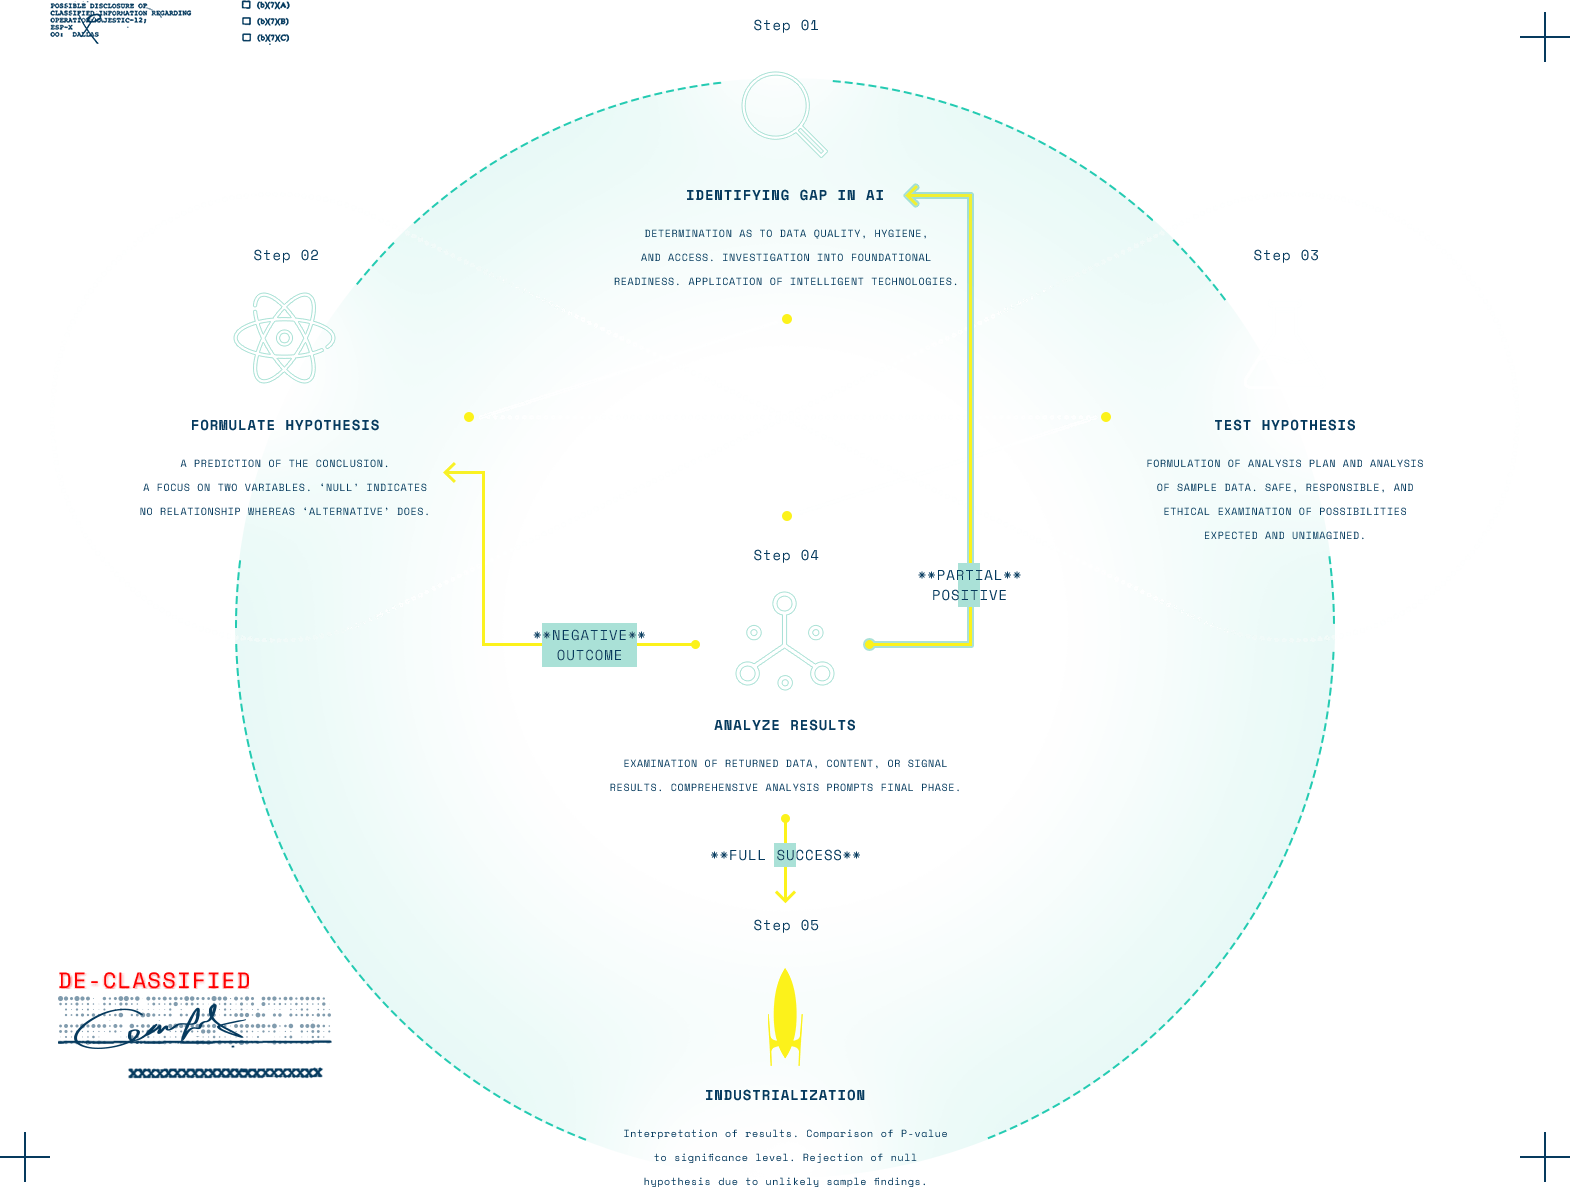 POSSIBLE DISCLOSURE OF
CLASSIFIED INFORMATION REGARDING
OPERATION MAJESTIC-12;
ESP-X
OO: DALLAS
(b)(7)(A)
(b)(7)(B)
(b)(7)(C)
Step 01
IDENTIFYING GAP IN AI
DETERMINATION AS TO DATA QUALITY, HYGIENE,
AND ACCESS. INVESTIGATION INTO FOUNDATIONAL
READINESS. APPLICATION OF INTELLIGENT TECHNOLOGIES.
Step 02
FORMULATE HYPOTHESIS
A PREDICTION OF THE CONCLUSION.
A FOCUS ON TWO VARIABLES. ‘NULL’ INDICATES
NO RELATIONSHIP WHEREAS ‘ALTERNATIVE’ DOES.
Step 03
TEST HYPOTHESIS
FORMULATION OF ANALYSIS PLAN AND ANALYSIS
OF SAMPLE DATA. SAFE, RESPONSIBLE, AND
ETHICAL EXAMINATION OF POSSIBILITIES
EXPECTED AND UNIMAGINED.
Step 04
**PARTIAL**
POSITIVE
**NEGATIVE**
OUTCOME
ANALYZE RESULTS
EXAMINATION OF RETURNED DATA, CONTENT, OR SIGNAL
RESULTS. COMPREHENSIVE ANALYSIS PROMPTS FINAL PHASE.
**FULL SUCCESS**
Step 05
INDUSTRIALIZATION
Interpretation of results. Comparison of P-value
to significance level. Rejection of null
hypothesis due to unlikely sample findings.
DE-CLASSIFIED